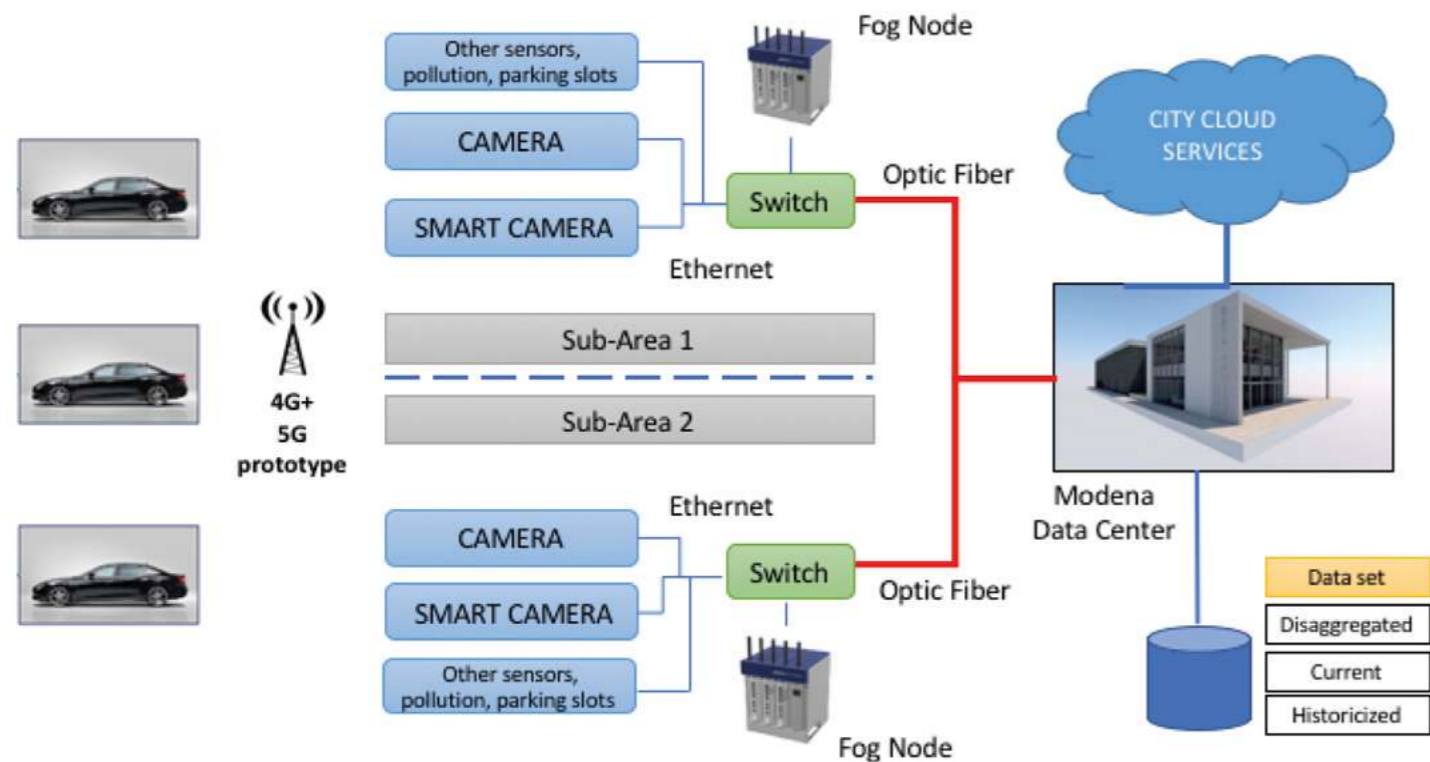 Other sensors,
pollution, parking slots
Fog Node
CAMERA
CITY CLOUD
SERVICES
Optic Fiber
Switch
SMART CAMERA
Ethernet
Sub-Area 1
4G+
5G
prototype
Sub-Area 2
Modena
Data Center
Ethernet
CAMERA
Switch
Optic Fiber
SMART CAMERA
Other sensors,
pollution, parking slots
Fog Node
Data set
Disaggregated
Current
Historicized